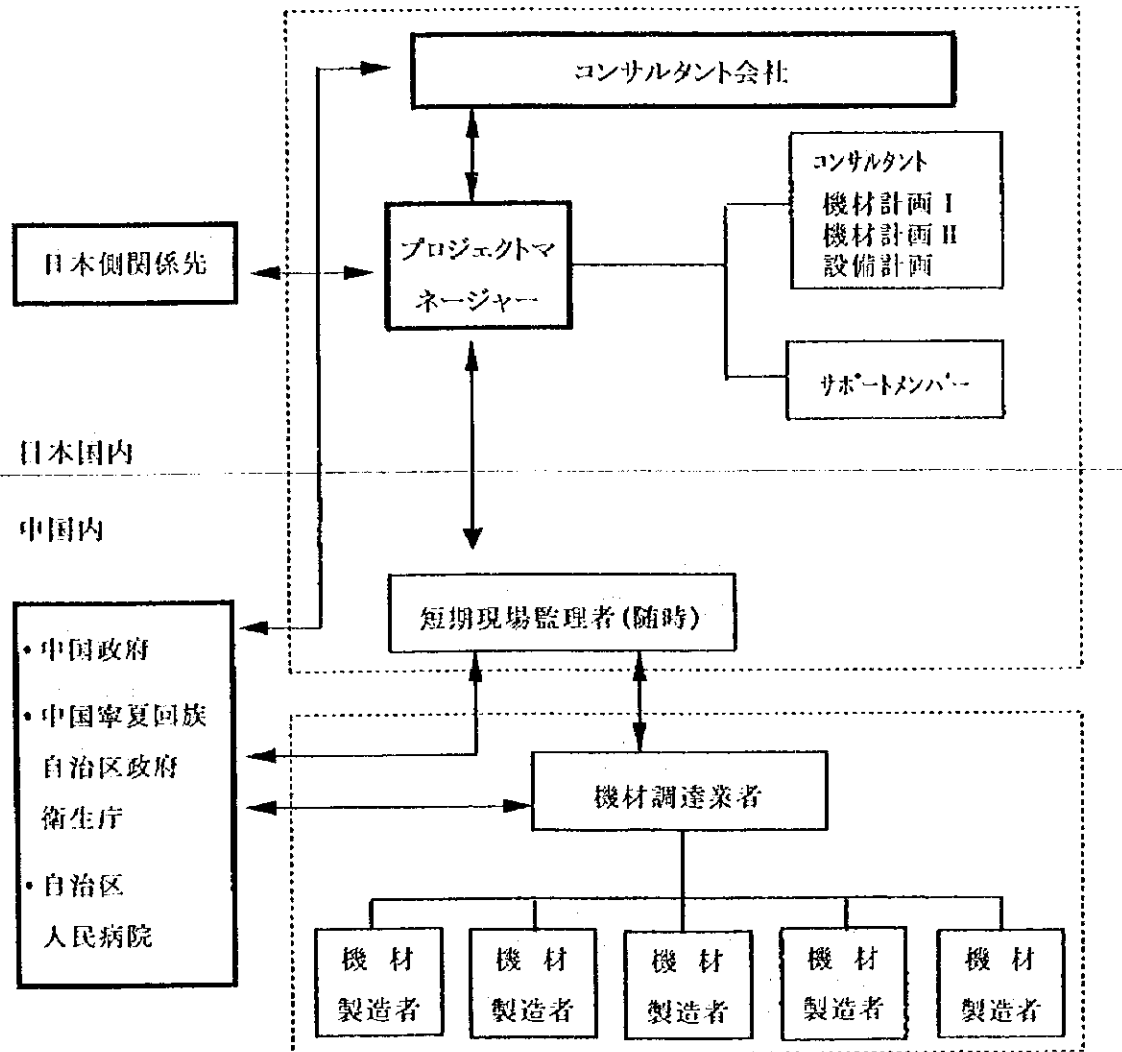 コンサルタント会社
コンサルタント
機材計画 I
機材計画 II
設備計画
日本側関係先
プロジェクトマ
ネージャー
サポートメンバー
日本国内
中国内
短期現場監理者(随時)
・中国政府
・中国寧夏回族
自治区政府
衛生庁
・自治区
人民病院
機材調達業者
機 材
製造者
機 材
製造者
機 材
製造者
機 材
製造者
機 材
製造者